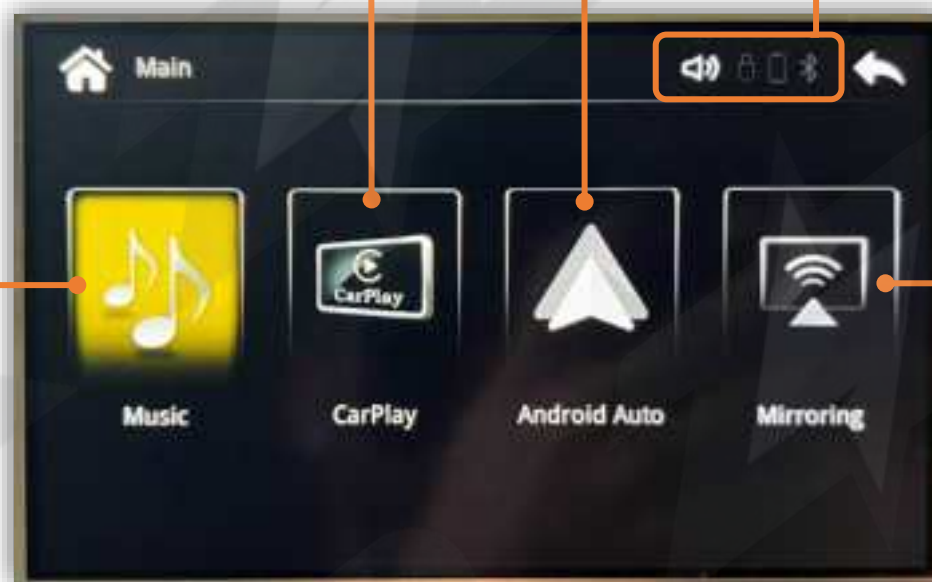 Main
CarPlay
Music
CarPlay
Android Auto
Mirroring